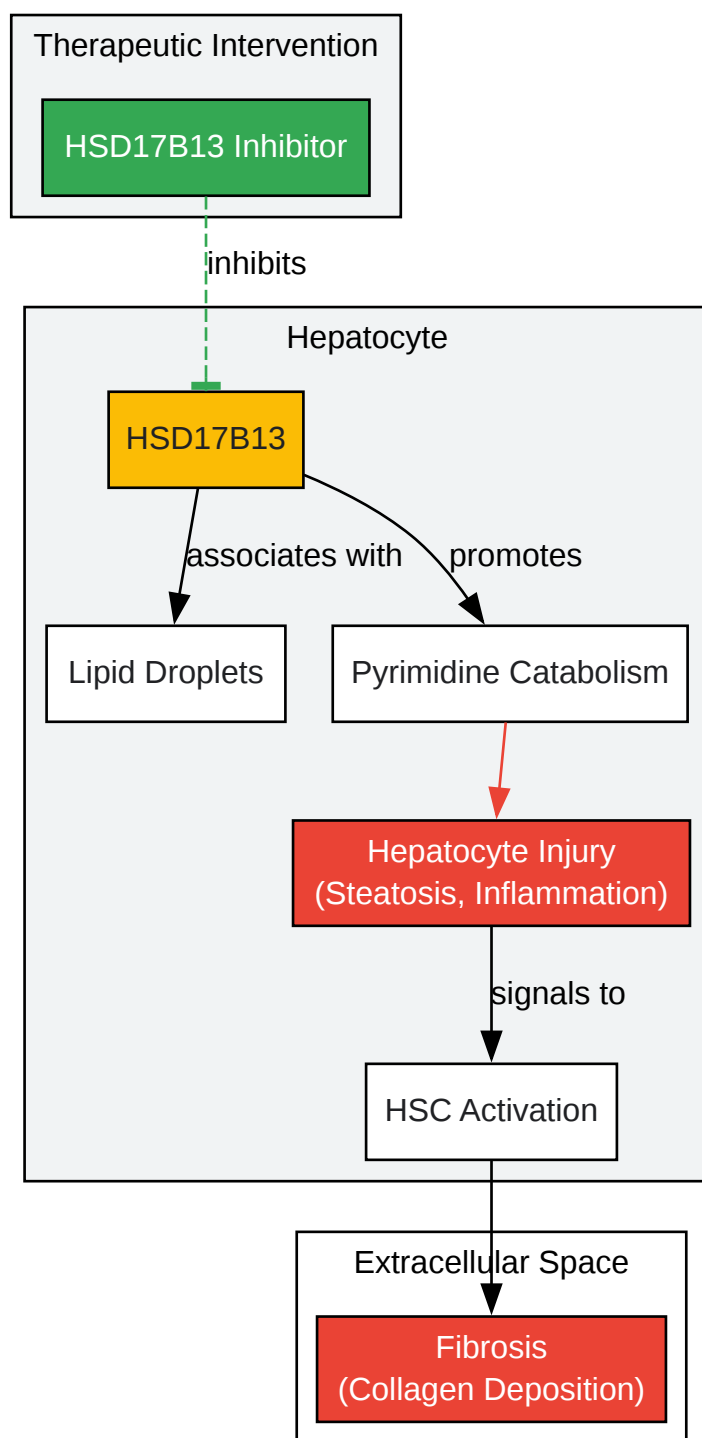 Therapeutic Intervention
HSD17B13 Inhibitor
inhibits
Hepatocyte
HSD17B13
associates with
promotes
Lipid Droplets
Pyrimidine Catabolism
Hepatocyte Injury
(Steatosis, Inflammation)
signals to
HSC Activation
Extracellular Space
Fibrosis
(Collagen Deposition)